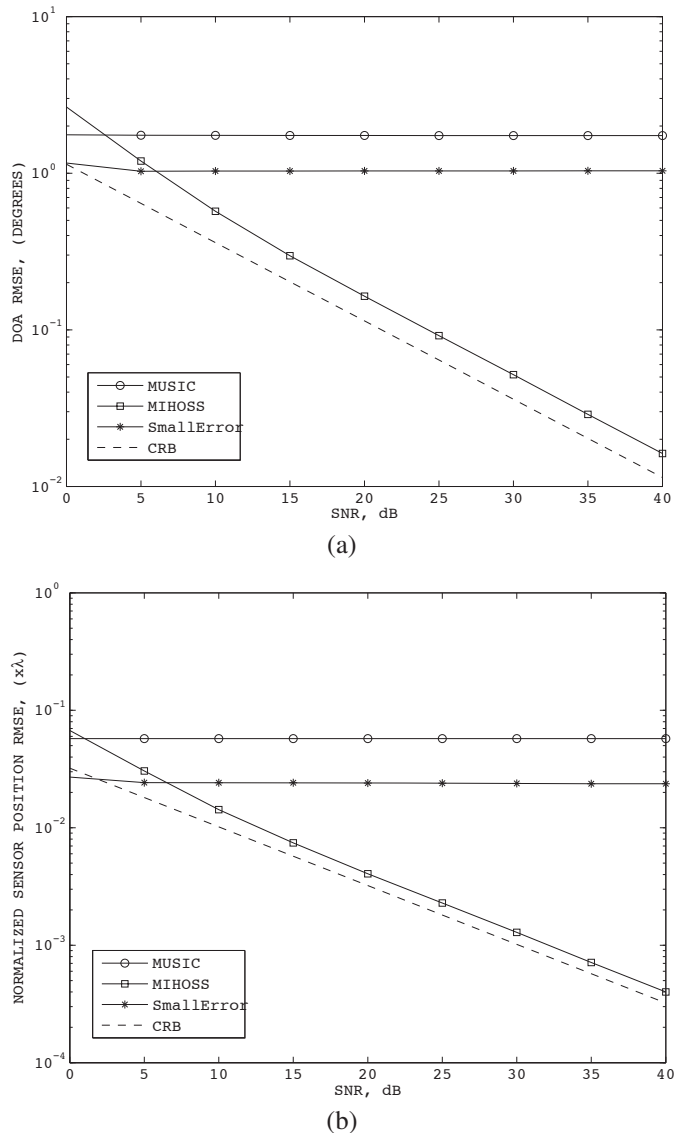 10^1
10^0
10^-1
10^-2
DOA RMSE, (DEGREES)
MUSIC
MIHOSS
SmallError
CRB
0 5 10 15 20 25 30 35 40
SNR, dB
(a)
10^0
10^-1
10^-2
10^-3
10^-4
NORMALIZED SENSOR POSITION RMSE, (xλ)
MUSIC
MIHOSS
SmallError
CRB
0 5 10 15 20 25 30 35 40
SNR, dB
(b)